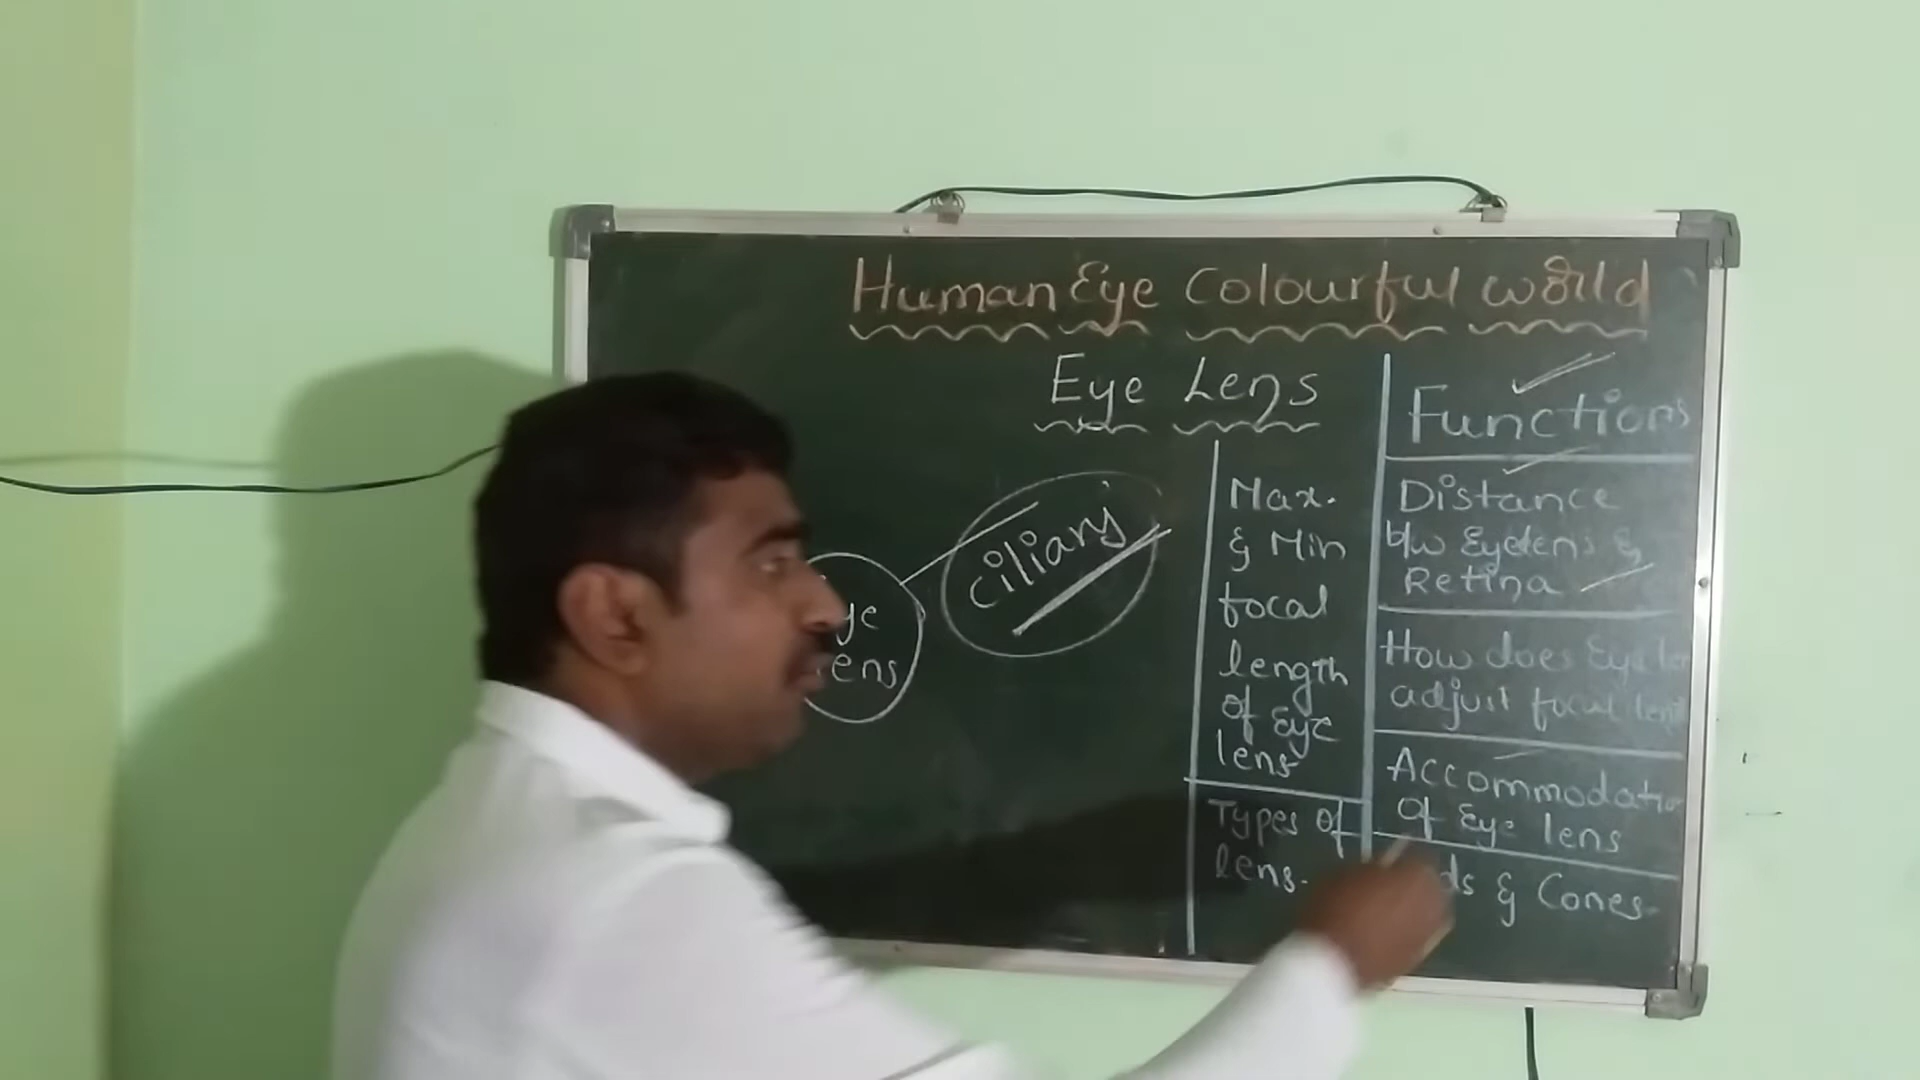 Human Eye Colourful World
Eye Lens
ciliary
lens
Max.
& Min
focal
length
of Eye
lens
Types of
lens.
Functions
Distance
b/w Eyelens &
Retina
How does Eye
adjust focal
Accommodation
of Eye lens
& Cones